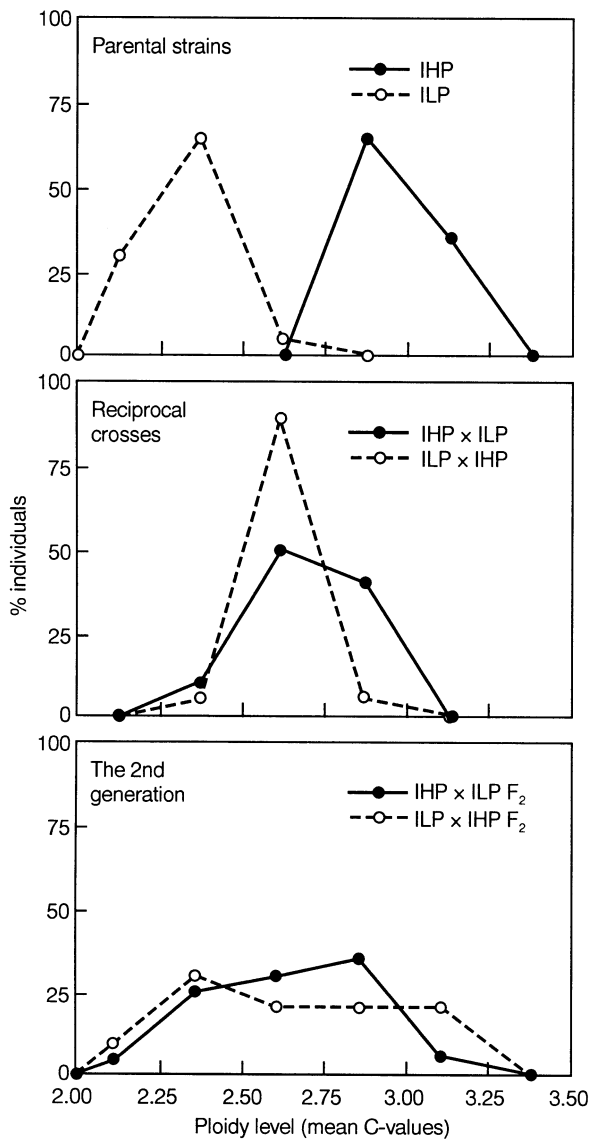 100
Parental strains
IHP
ILP
75
50
25
0
100
Reciprocal
crosses
IHP x ILP
ILP x IHP
75
50
25
0
% individuals
100
The 2nd
generation
IHP x ILP F₂
ILP x IHP F₂
75
50
25
0
2.00 2.25 2.50 2.75 3.00 3.25 3.50
Ploidy level (mean C-values)